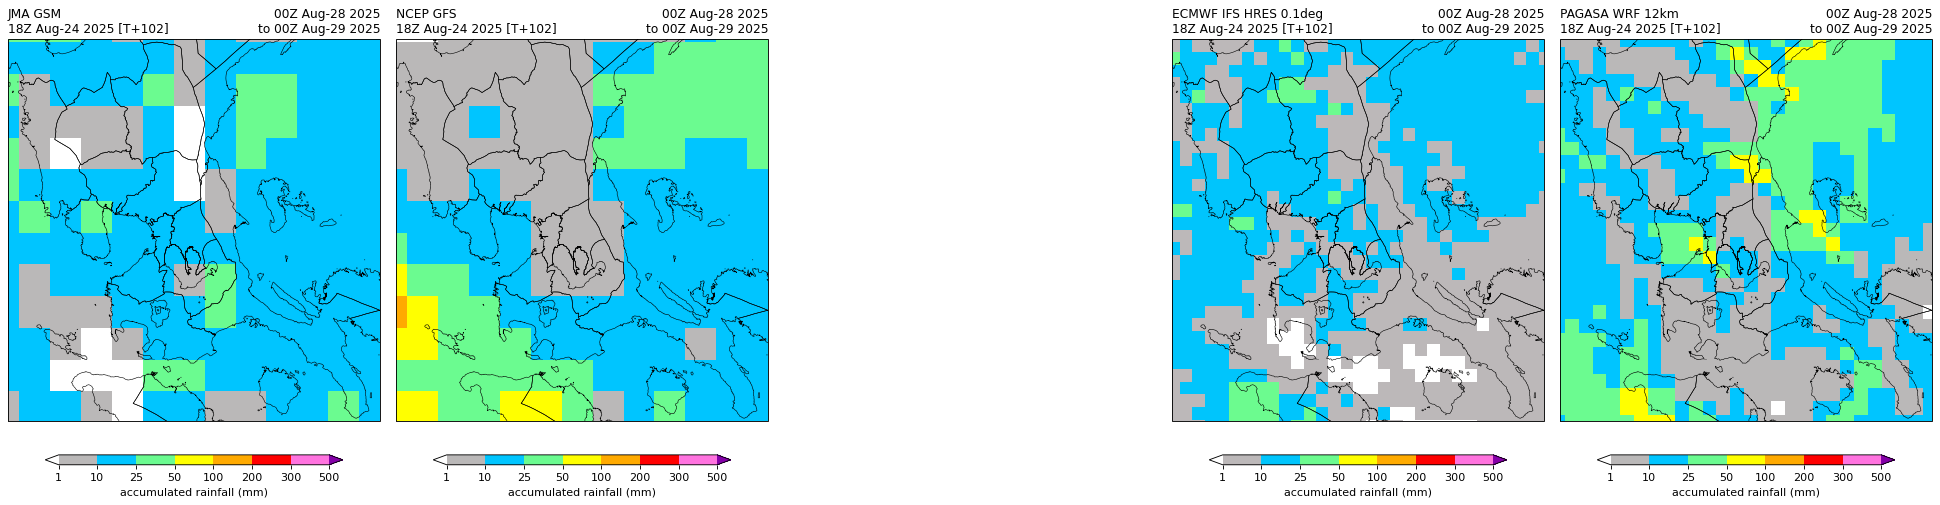 JMA GSM 00Z Aug-28 2025
18Z Aug-24 2025 [T+102] to 00Z Aug-29 2025
NCEP GFS 00Z Aug-28 2025
18Z Aug-24 2025 [T+102] to 00Z Aug-29 2025
ECMWF IFS HRES 0.1deg 00Z Aug-28 2025
18Z Aug-24 2025 [T+102] to 00Z Aug-29 2025
PAGASA WRF 12km 00Z Aug-28 2025
18Z Aug-24 2025 [T+102] to 00Z Aug-29 2025
1 10 25 50 100 200 300 500
accumulated rainfall (mm)
1 10 25 50 100 200 300 500
accumulated rainfall (mm)
1 10 25 50 100 200 300 500
accumulated rainfall (mm)
1 10 25 50 100 200 300 500
accumulated rainfall (mm)